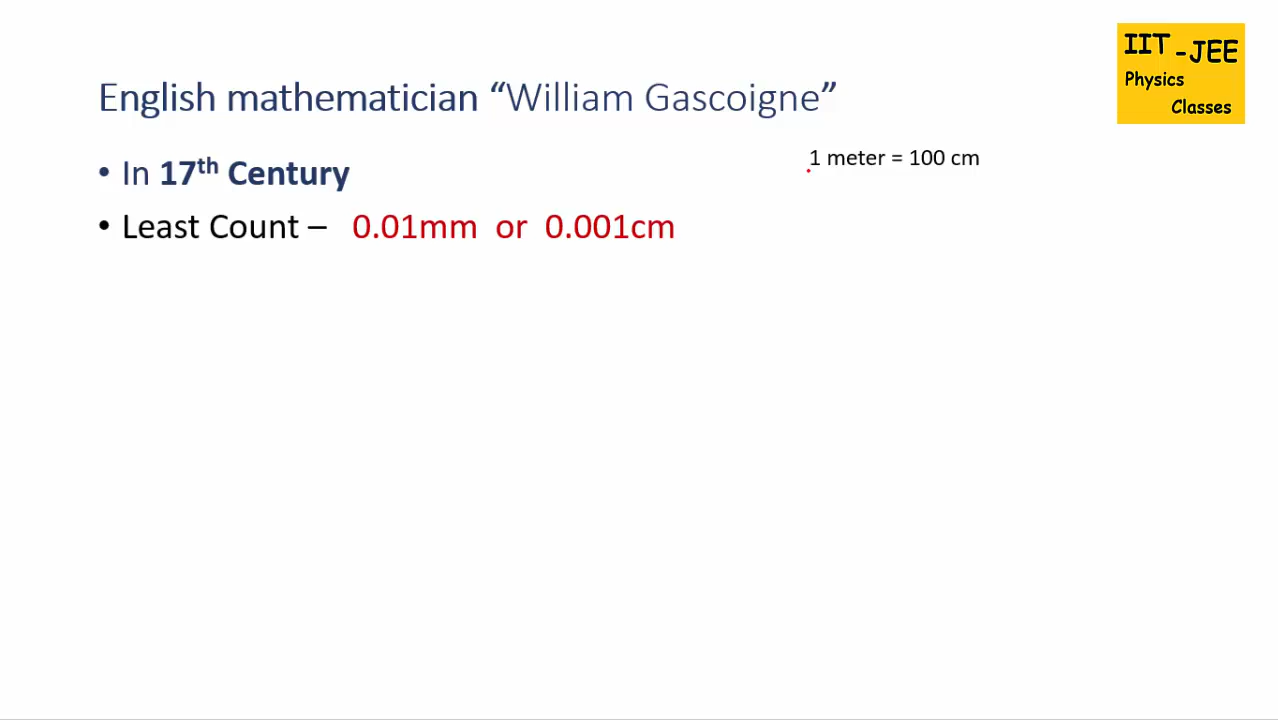 IIT-JEE
Physics
Classes
English mathematician “William Gascoigne”
1 meter = 100 cm
• In 17th Century
• Least Count – 0.01mm or 0.001cm